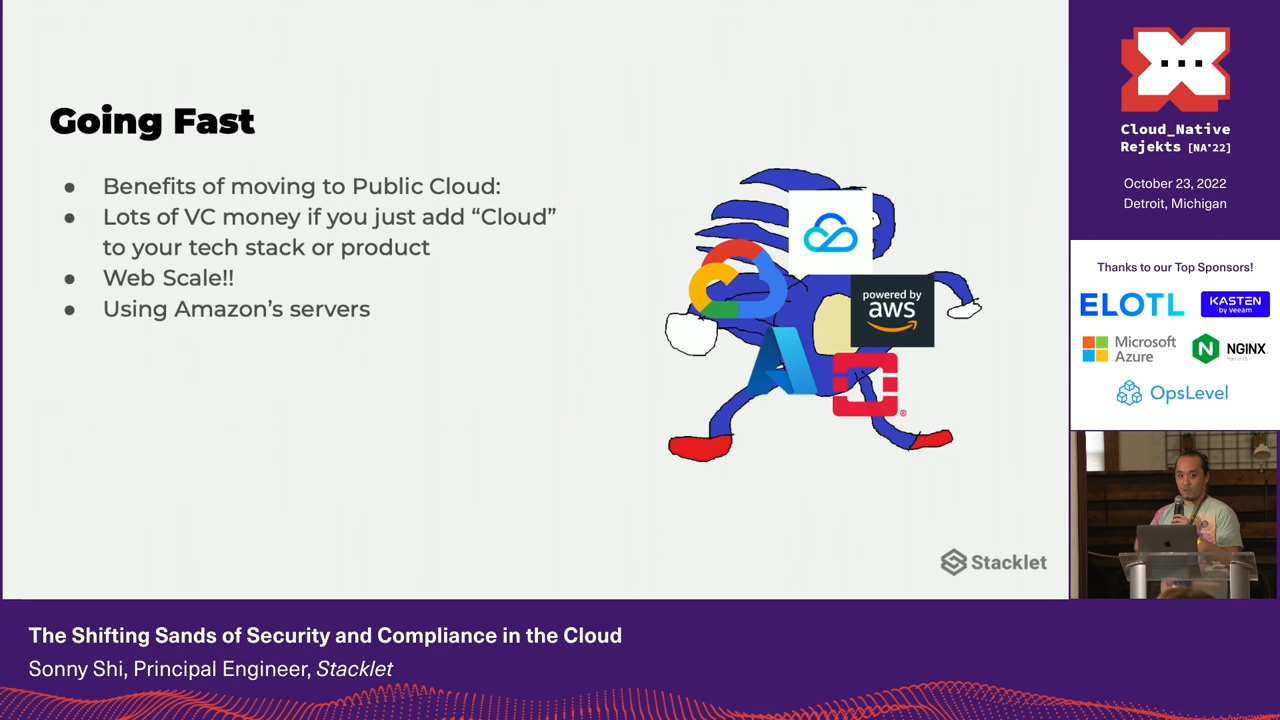 Going Fast
● Benefits of moving to Public Cloud:
● Lots of VC money if you just add “Cloud”
to your tech stack or product
● Web Scale!!
● Using Amazon’s servers
powered by
aws
®
Stacklet
Cloud_Native
Rejekts [NA'22]
October 23, 2022
Detroit, Michigan
Thanks to our Top Sponsors!
ELOTL
KASTEN
by Veeam
Microsoft
Azure
N
NGINX
Part of F5
OpsLevel
The Shifting Sands of Security and Compliance in the Cloud
Sonny Shi, Principal Engineer, Stacklet